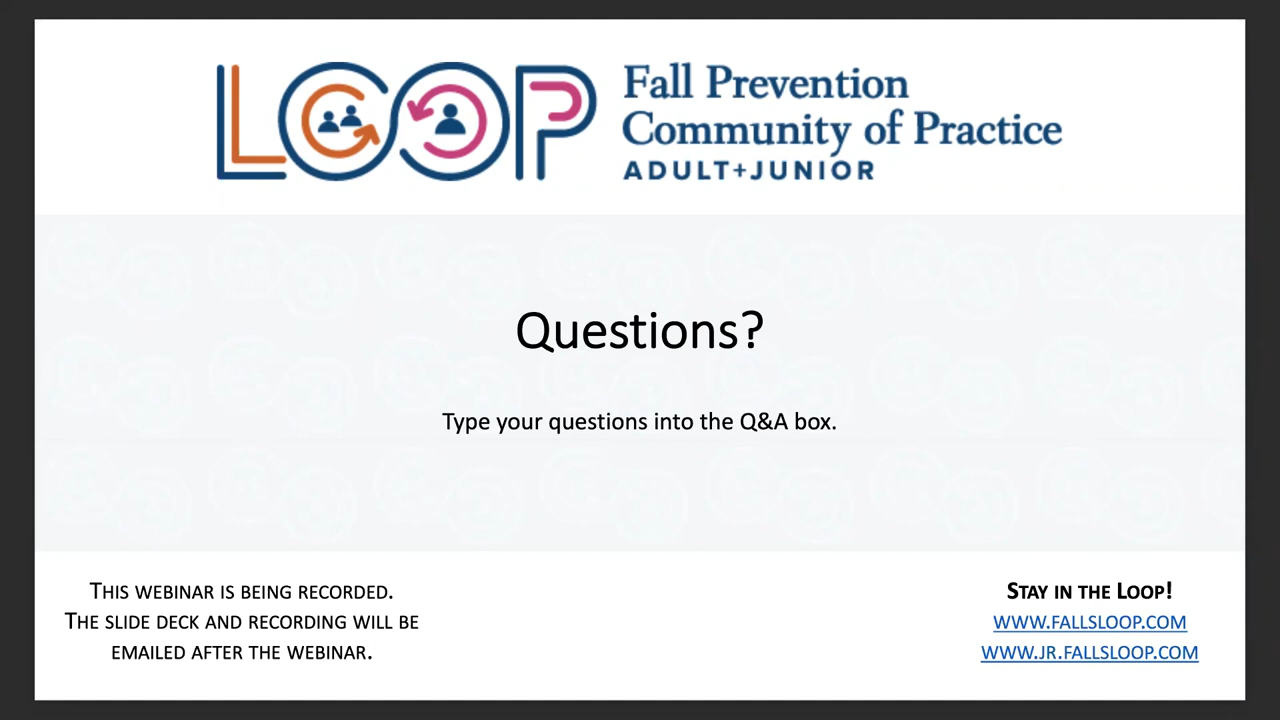 LOOP
Fall Prevention
Community of Practice
ADULT+JUNIOR
Questions?
Type your questions into the Q&A box.
THIS WEBINAR IS BEING RECORDED.
THE SLIDE DECK AND RECORDING WILL BE
EMAILED AFTER THE WEBINAR.
STAY IN THE LOOP!
WWW.FALLSLOOP.COM
WWW.JR.FALLSLOOP.COM